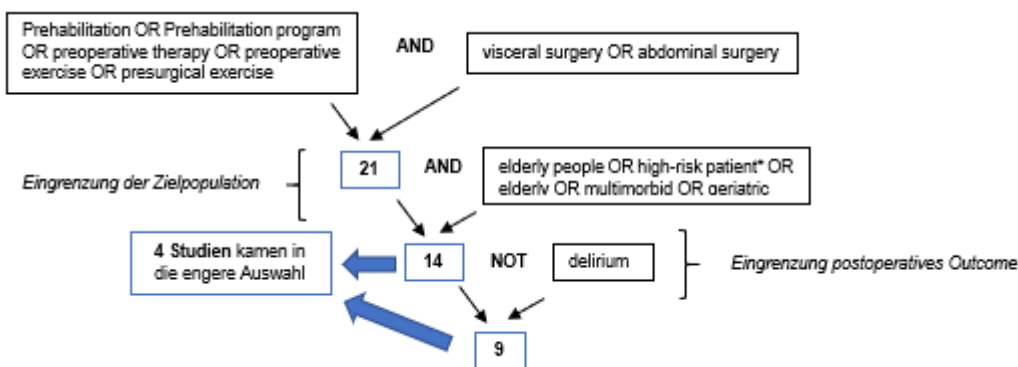 Prehabilitation OR Prehabilitation program
OR preoperative therapy OR preoperative
exercise OR presurgical exercise
AND
visceral surgery OR abdominal surgery
21
AND
elderly people OR high-risk patient* OR
elderly OR multimorbid OR geriatric
Eingrenzung der Zielpopulation
4 Studien kamen in
die engere Auswahl
14
NOT
delirium
Eingrenzung postoperatives Outcome
9